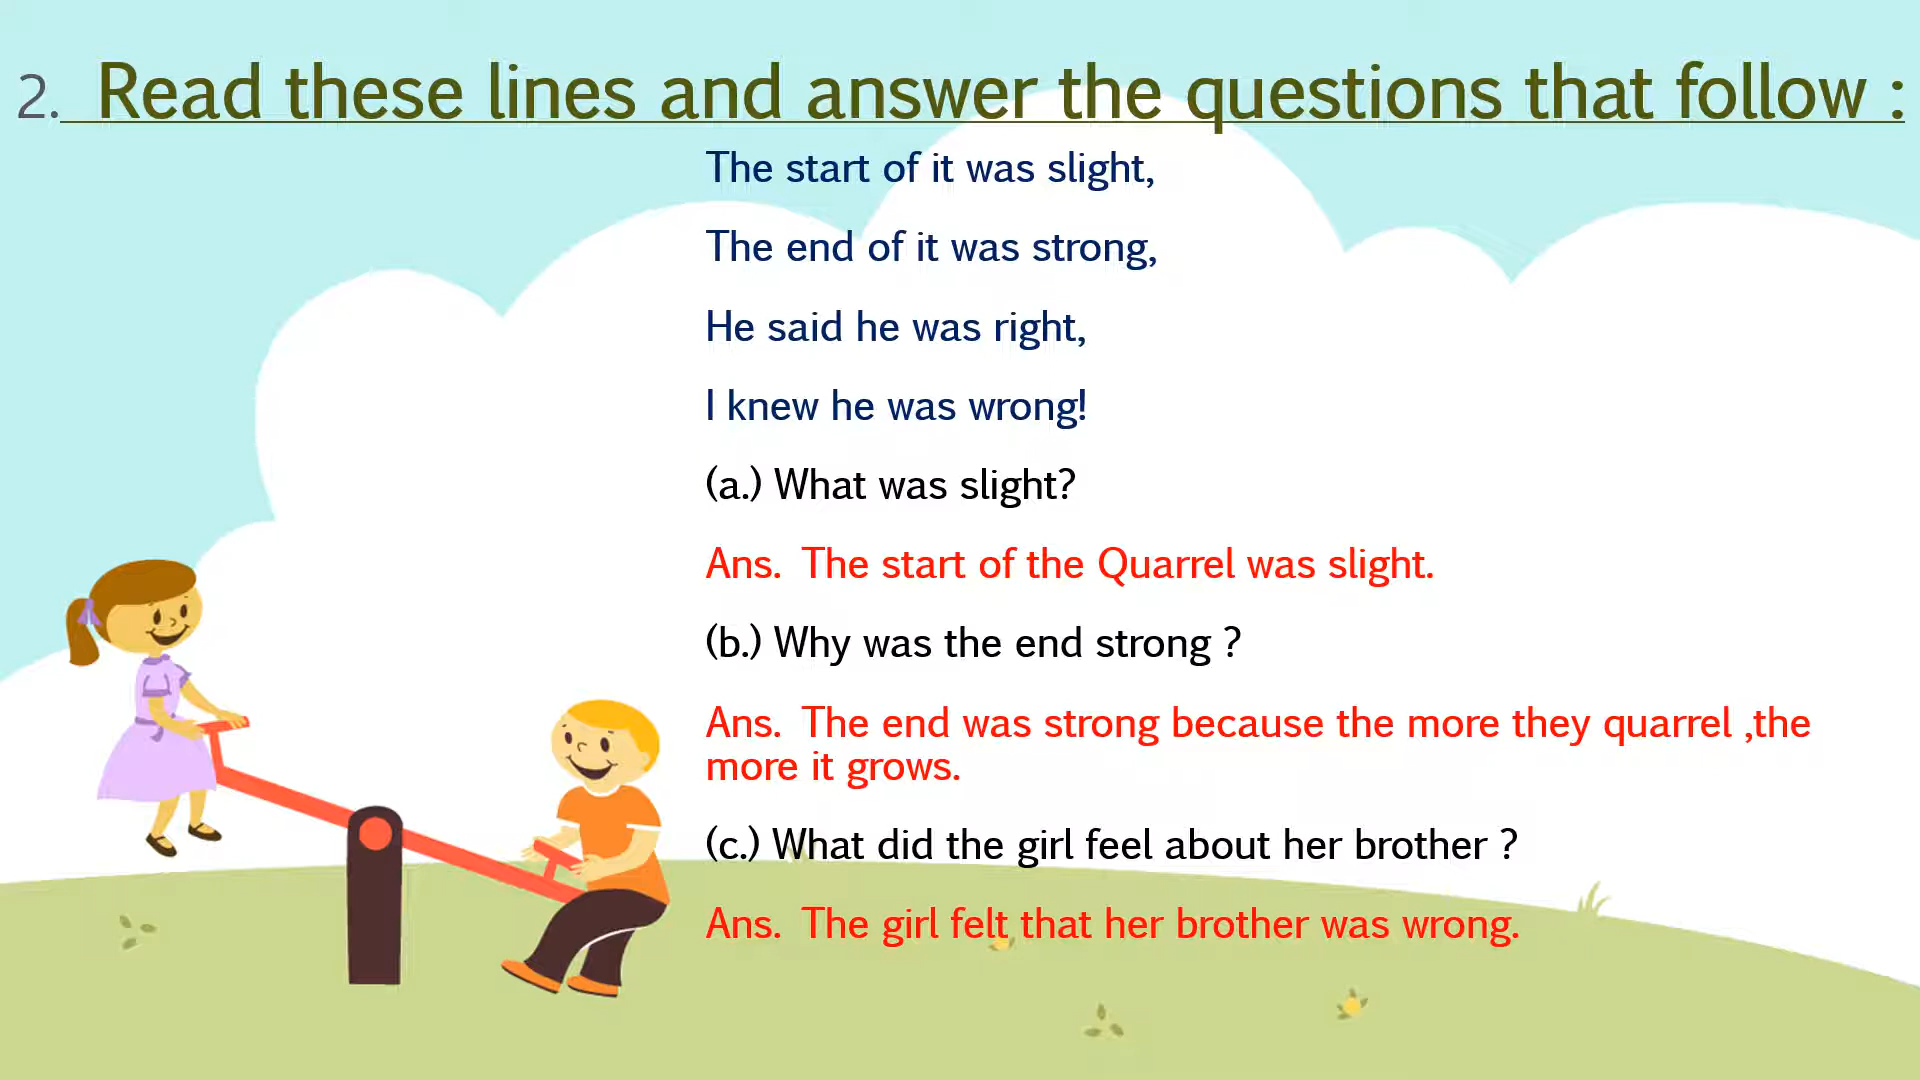 2. Read these lines and answer the questions that follow :
The start of it was slight,
The end of it was strong,
He said he was right,
I knew he was wrong!
(a.) What was slight?
Ans. The start of the Quarrel was slight.
(b.) Why was the end strong ?
Ans. The end was strong because the more they quarrel ,the
more it grows.
(c.) What did the girl feel about her brother ?
Ans. The girl felt that her brother was wrong.